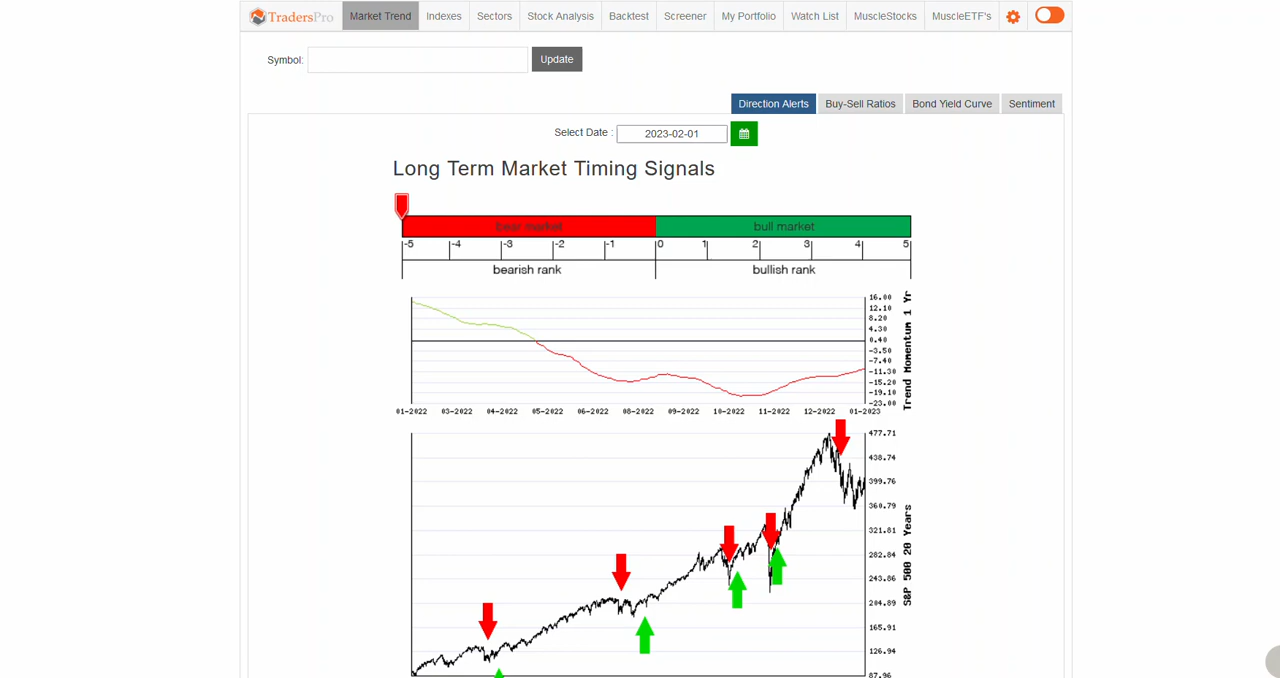 TradersPro Market Trend Indexes Sectors Stock Analysis Backtest Screener My Portfolio Watch List MuscleStocks MuscleETF's
Symbol: Update
Direction Alerts Buy-Sell Ratios Bond Yield Curve Sentiment
Select Date : 2023-02-01
Long Term Market Timing Signals
bear market bull market
-5 -4 -3 -2 -1 0 1 2 3 4 5
bearish rank bullish rank
16.00
12.10
8.20
4.30
0.40
-3.50
-7.40
-11.30
-15.20
-19.10
-23.00
Trend Momentum 1 Yr
01-2022 03-2022 04-2022 05-2022 06-2022 08-2022 09-2022 10-2022 11-2022 12-2022 01-2023
477.71
438.74
399.76
360.79
321.81
282.84
243.86
204.89
165.91
126.94
87.96
S&P 500 20 Years